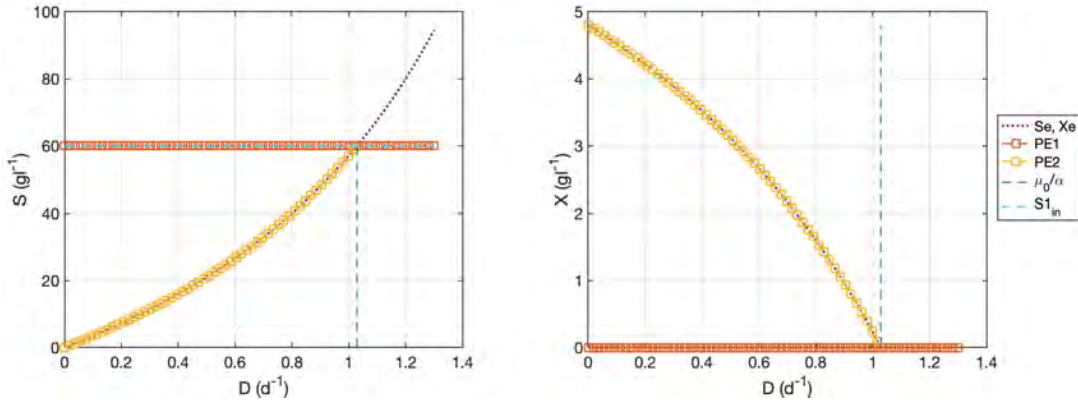 100
80
60
40
20
0
S (gl⁻¹)
0 0.2 0.4 0.6 0.8 1 1.2 1.4
D (d⁻¹)
5
4
3
2
1
0
X (gl⁻¹)
0 0.2 0.4 0.6 0.8 1 1.2 1.4
D (d⁻¹)
Se, Xe
PE1
PE2
μ₀/α
S1ᵢₙ